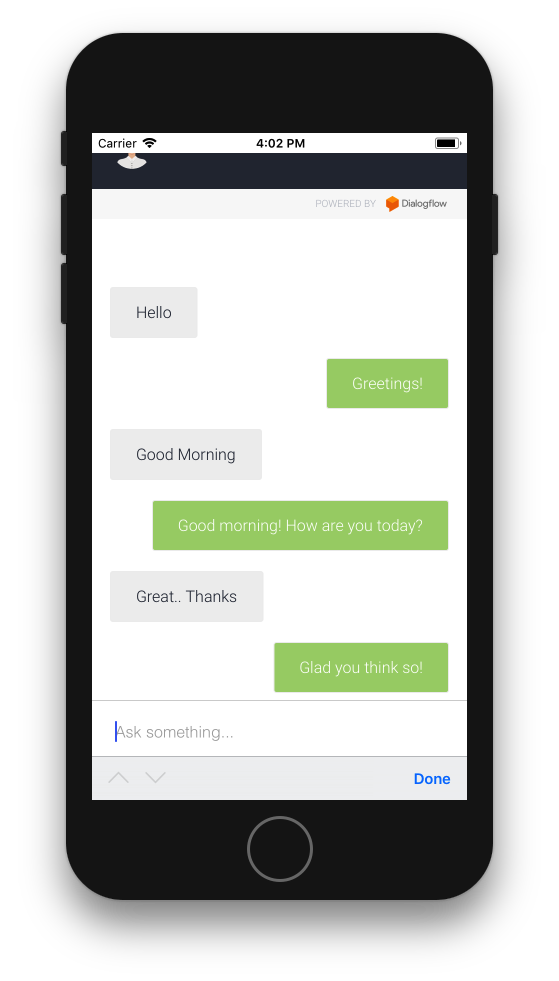 Carrier 4:02 PM
POWERED BY Dialogflow
Hello
Greetings!
Good Morning
Good morning! How are you today?
Great.. Thanks
Glad you think so!
Ask something...
Done